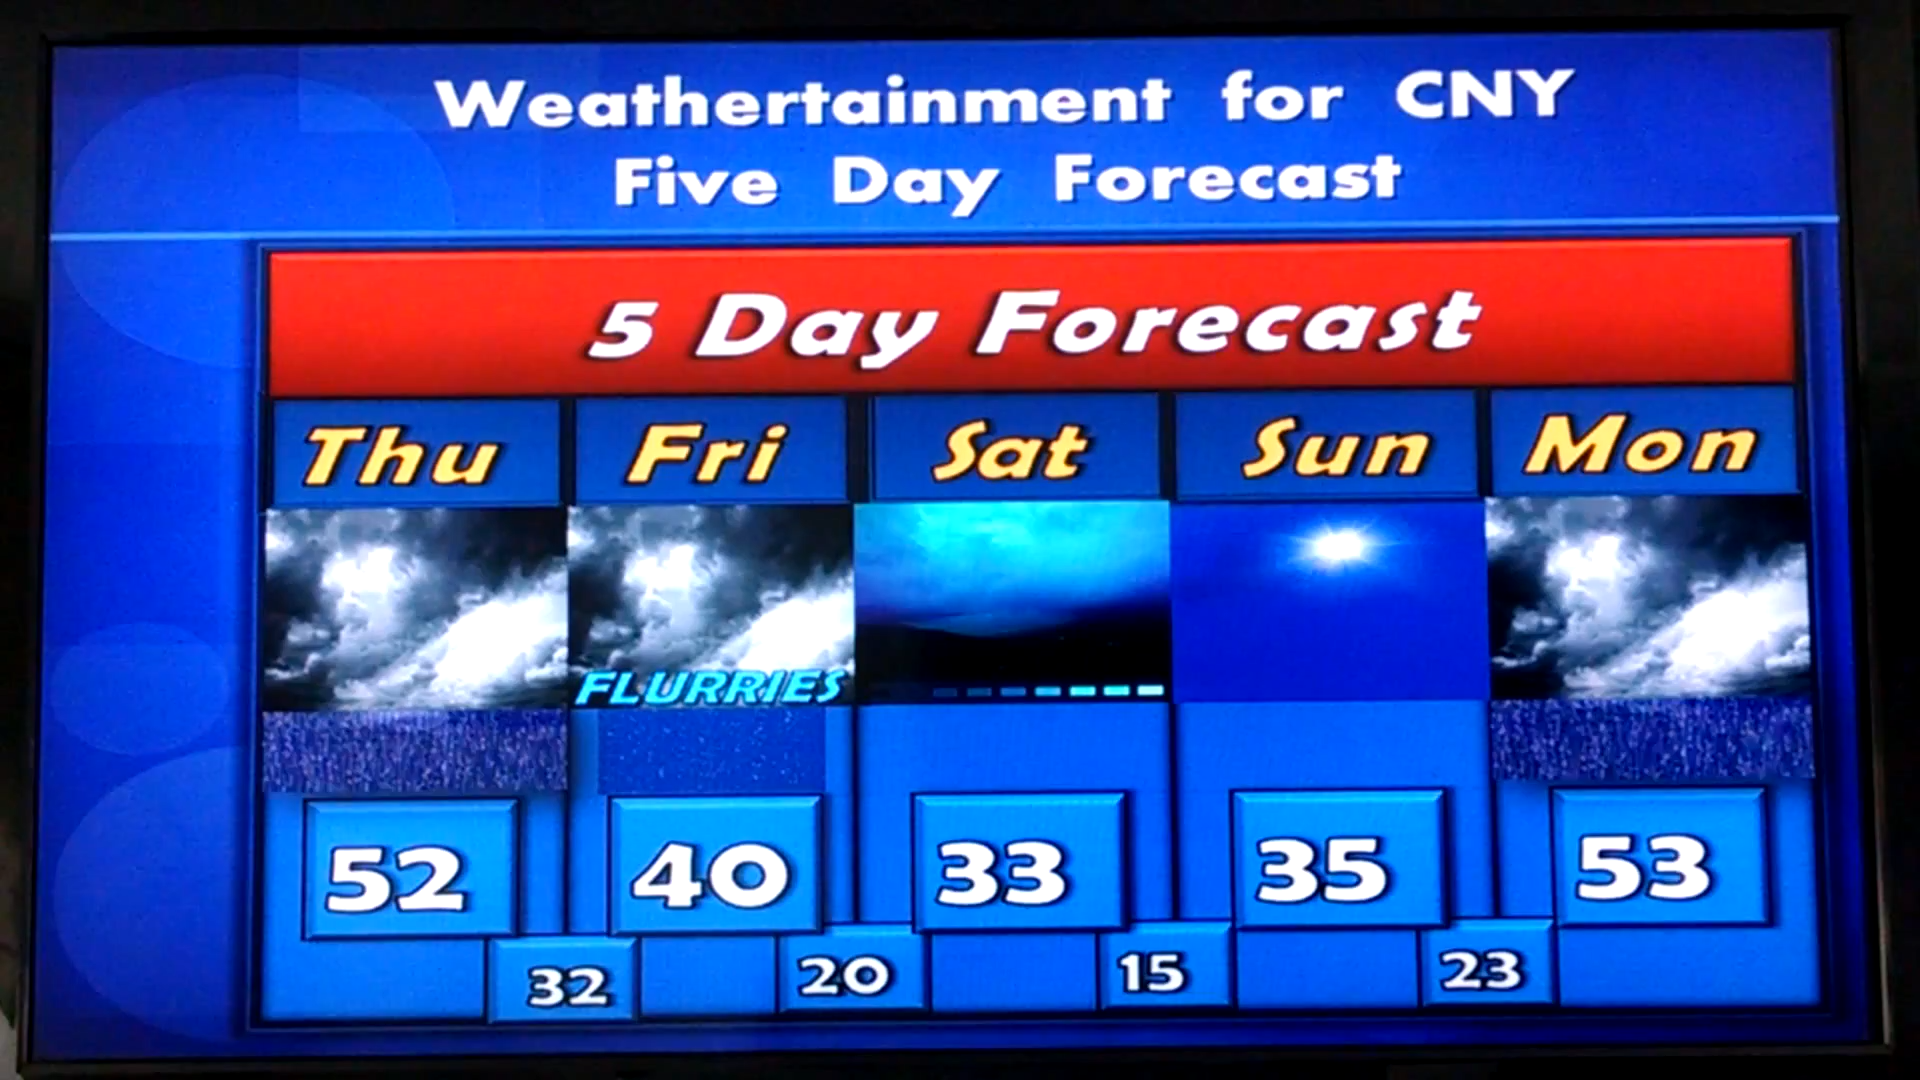 Weathertainment for CNY
Five Day Forecast
5 Day Forecast
Thu Fri Sat Sun Mon
FLURRIES
52 40 33 35 53
32 20 15 23